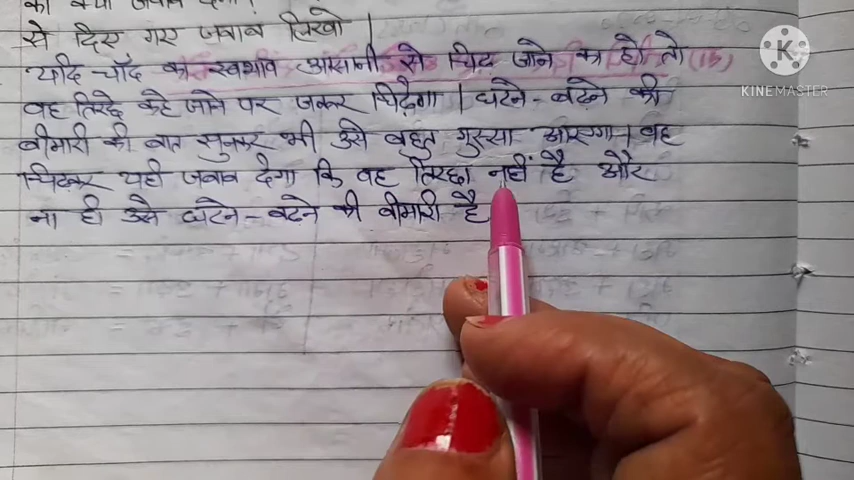 को क्या जवाब देगा?
से दिए गए जवाब लिखो |
यदि चाँद का स्वभाव आसानी से चिढ़ जाने का हो तो
वह तिरछे कहे जाने पर जरूर चिढ़ेगा | घटने-बढ़ने की
बीमारी की बात सुनकर भी उसे बहुत गुस्सा आएगा। वह
चिढ़कर यही जवाब देगा कि वह तिरछा नहीं है और
ना ही उसे घटने-बढ़ने की बीमारी है
KINEMASTER